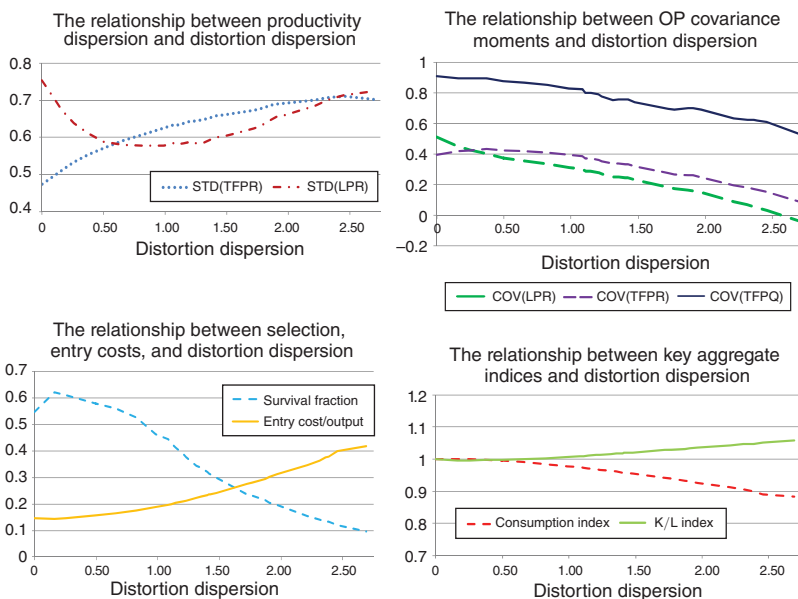 The relationship between productivity
dispersion and distortion dispersion
0.8
0.7
0.6
0.5
0.4
STD(TFPR) STD(LPR)
0 0.50 1.00 1.50 2.00 2.50
Distortion dispersion
The relationship between OP covariance
moments and distortion dispersion
1
0.8
0.6
0.4
0.2
0
−0.2
0 0.50 1.00 1.50 2.00 2.50
Distortion dispersion
COV(LPR) COV(TFPR) COV(TFPQ)
The relationship between selection,
entry costs, and distortion dispersion
0.7
0.6
0.5
0.4
0.3
0.2
0.1
0
Survival fraction
Entry cost/output
0 0.50 1.00 1.50 2.00 2.50
Distortion dispersion
The relationship between key aggregate
indices and distortion dispersion
1.2
1.1
1
0.9
0.8
0.7
Consumption index K/L index
0 0.50 1.00 1.50 2.00 2.50
Distortion dispersion